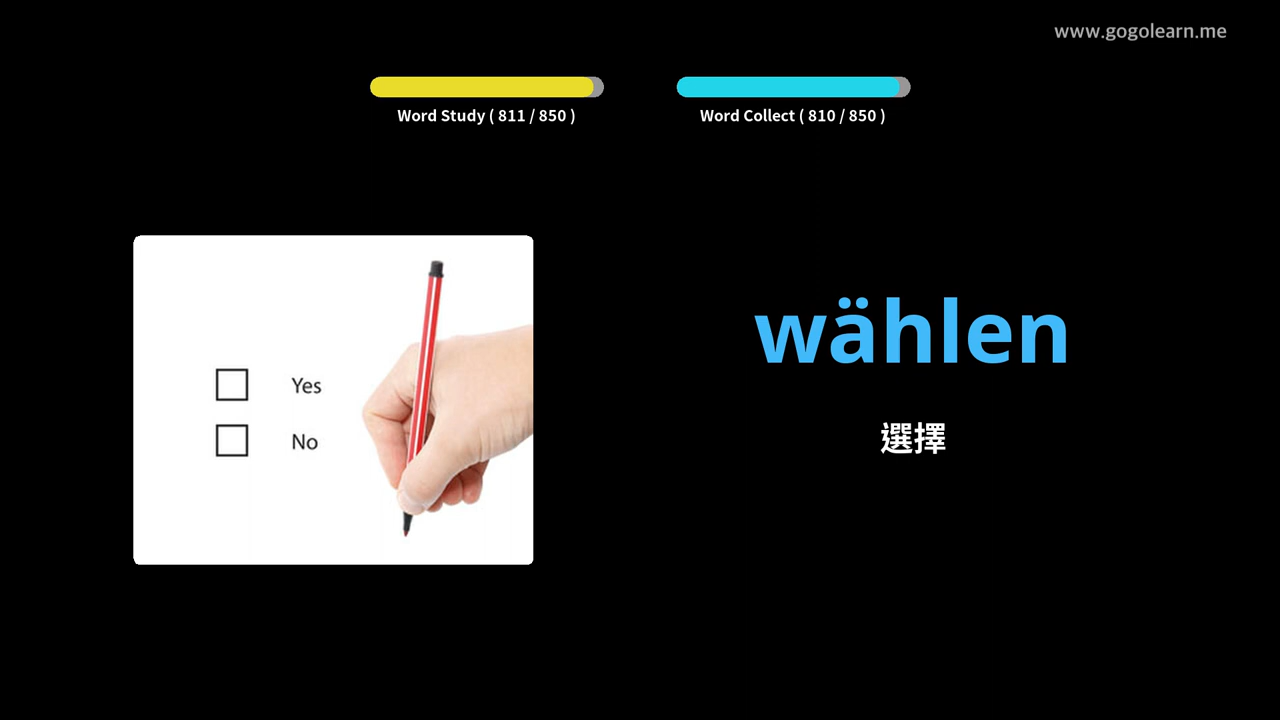 www.gogolearn.me
Word Study ( 811 / 850 )
Word Collect ( 810 / 850 )
Yes
No
wählen
選擇